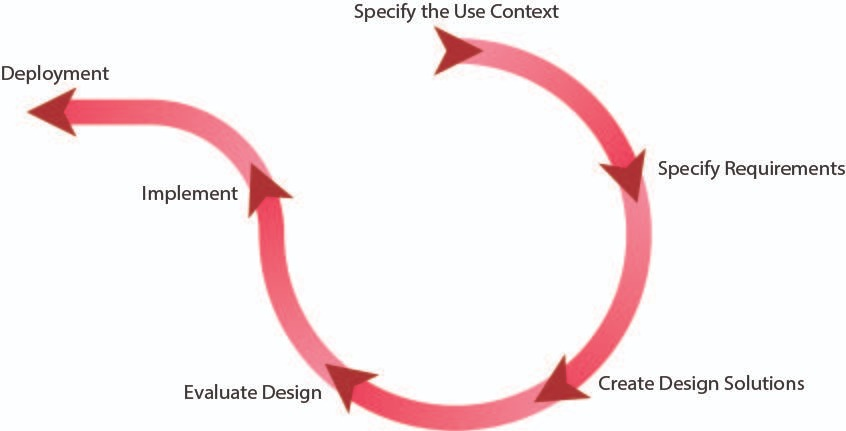 Specify the Use Context
Deployment
Specify Requirements
Implement
Create Design Solutions
Evaluate Design